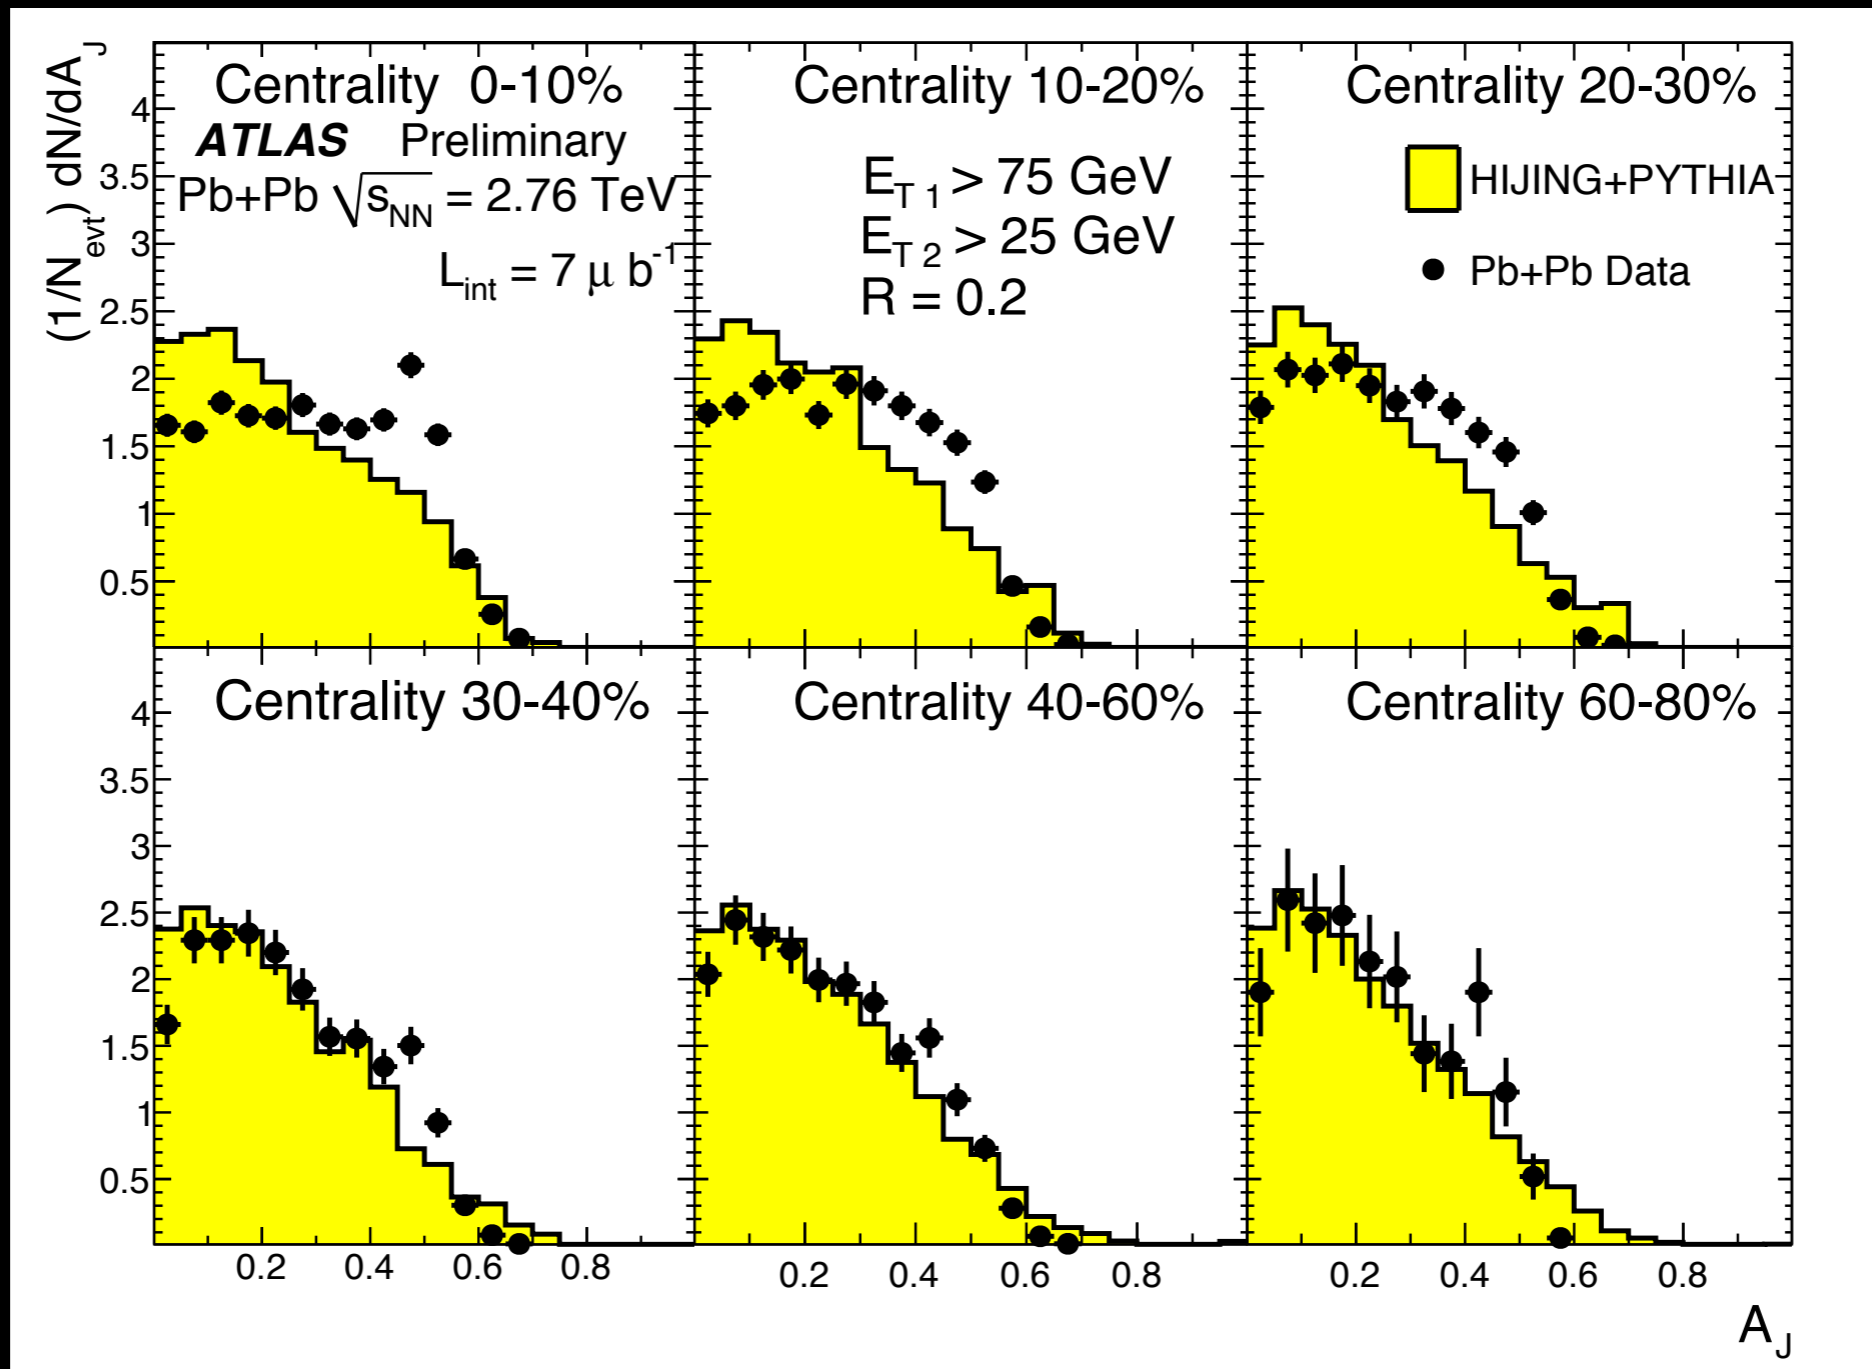 (1/N_evt) dN/dA_J
Centrality 0-10%
ATLAS Preliminary
Pb+Pb √s_NN = 2.76 TeV
L_int = 7 μ b^-1
4
3.5
3
2.5
2
1.5
1
0.5
Centrality 10-20%
E_T 1 > 75 GeV
E_T 2 > 25 GeV
R = 0.2
Centrality 20-30%
HIJING+PYTHIA
Pb+Pb Data
Centrality 30-40%
4
3.5
3
2.5
2
1.5
1
0.5
0.2 0.4 0.6 0.8
Centrality 40-60%
0.2 0.4 0.6 0.8
Centrality 60-80%
0.2 0.4 0.6 0.8
A_J